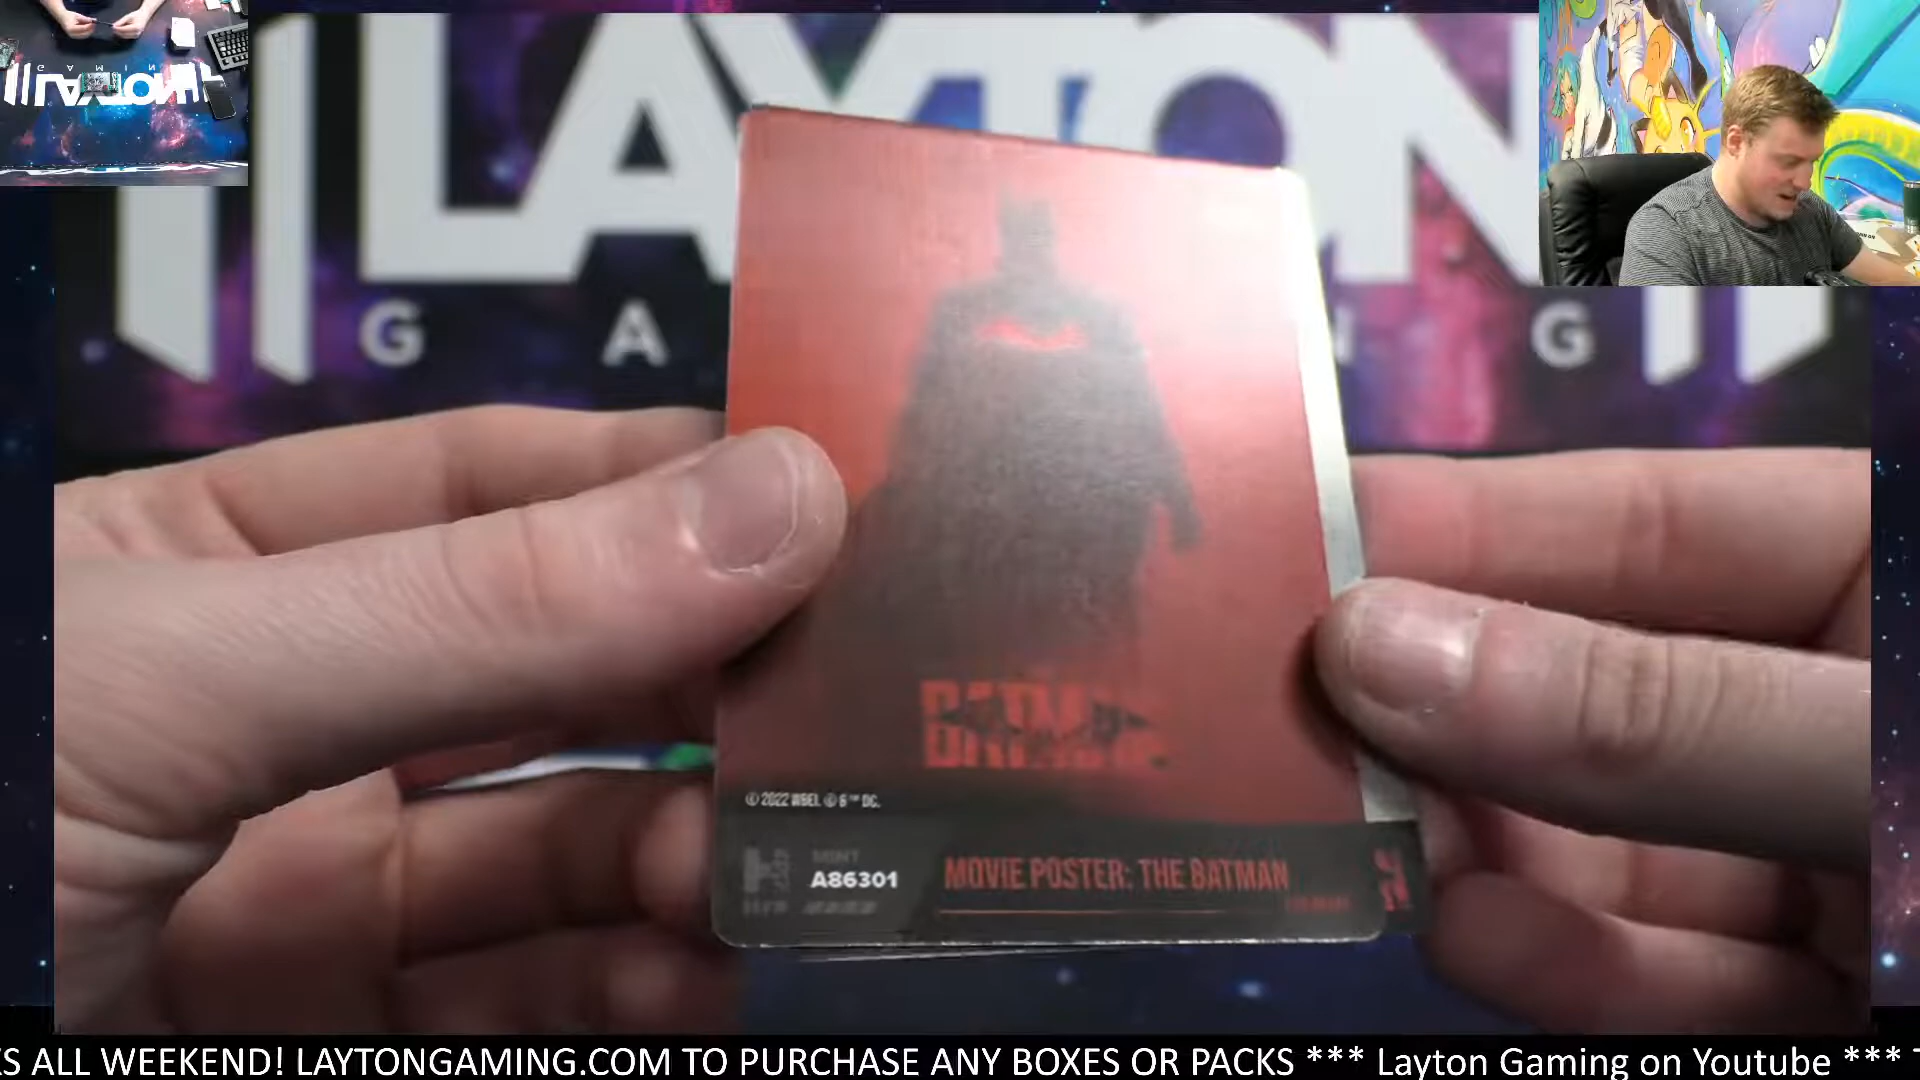 LAYTON
G A NG
© 2022 WBEI. © & ™ DC.
MINT
A86301
MOVIE POSTER: THE BATMAN
S ALL WEEKEND! LAYTONGAMING.COM TO PURCHASE ANY BOXES OR PACKS *** Layton Gaming on Youtube ***